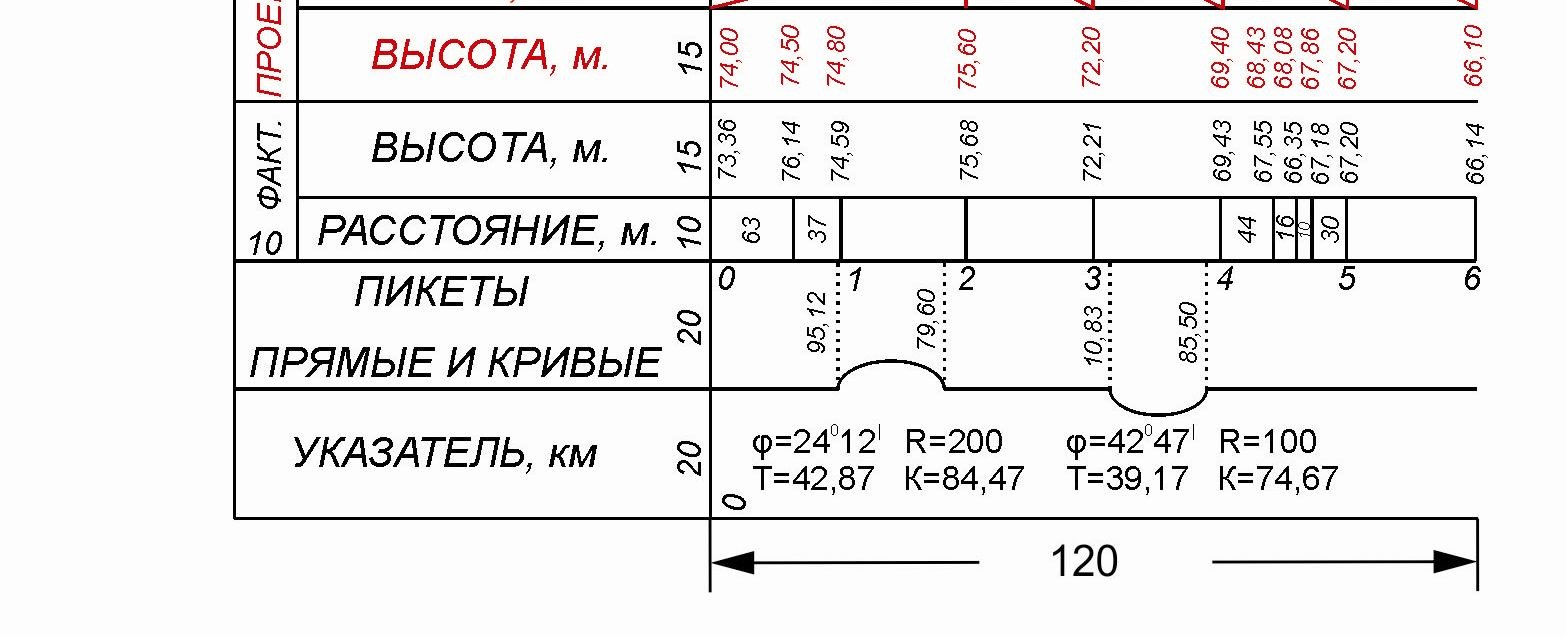 ПРОЕ
ВЫСОТА, м. 15 74,00 74,50 74,80 75,60 72,20 69,40 68,43 68,08 67,86 67,20 66,10
ФАКТ. 10
ВЫСОТА, м. 15 73,36 76,14 74,59 75,68 72,21 69,43 67,55 66,35 67,18 67,20 66,14
РАССТОЯНИЕ, м. 10 63 37 44 16 10 30
ПИКЕТЫ 0 1 2 3 4 5 6
ПРЯМЫЕ И КРИВЫЕ 20 95,12 79,60 10,83 85,50
УКАЗАТЕЛЬ, км 20 0
φ=24⁰12ˡ R=200 φ=42⁰47ˡ R=100
T=42,87 К=84,47 T=39,17 К=74,67
120